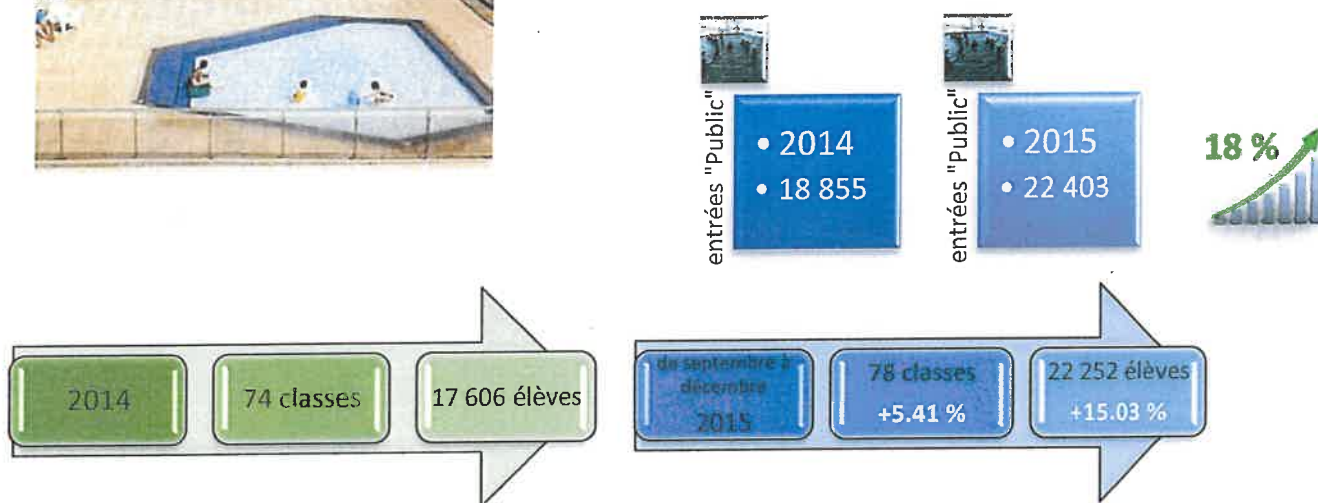 entrées "Public"
• 2014
• 18 855
entrées "Public"
• 2015
• 22 403
18 %
2014
74 classes
17 606 élèves
de septembre à
décembre
2015
78 classes
+5.41 %
22 252 élèves
+15.03 %